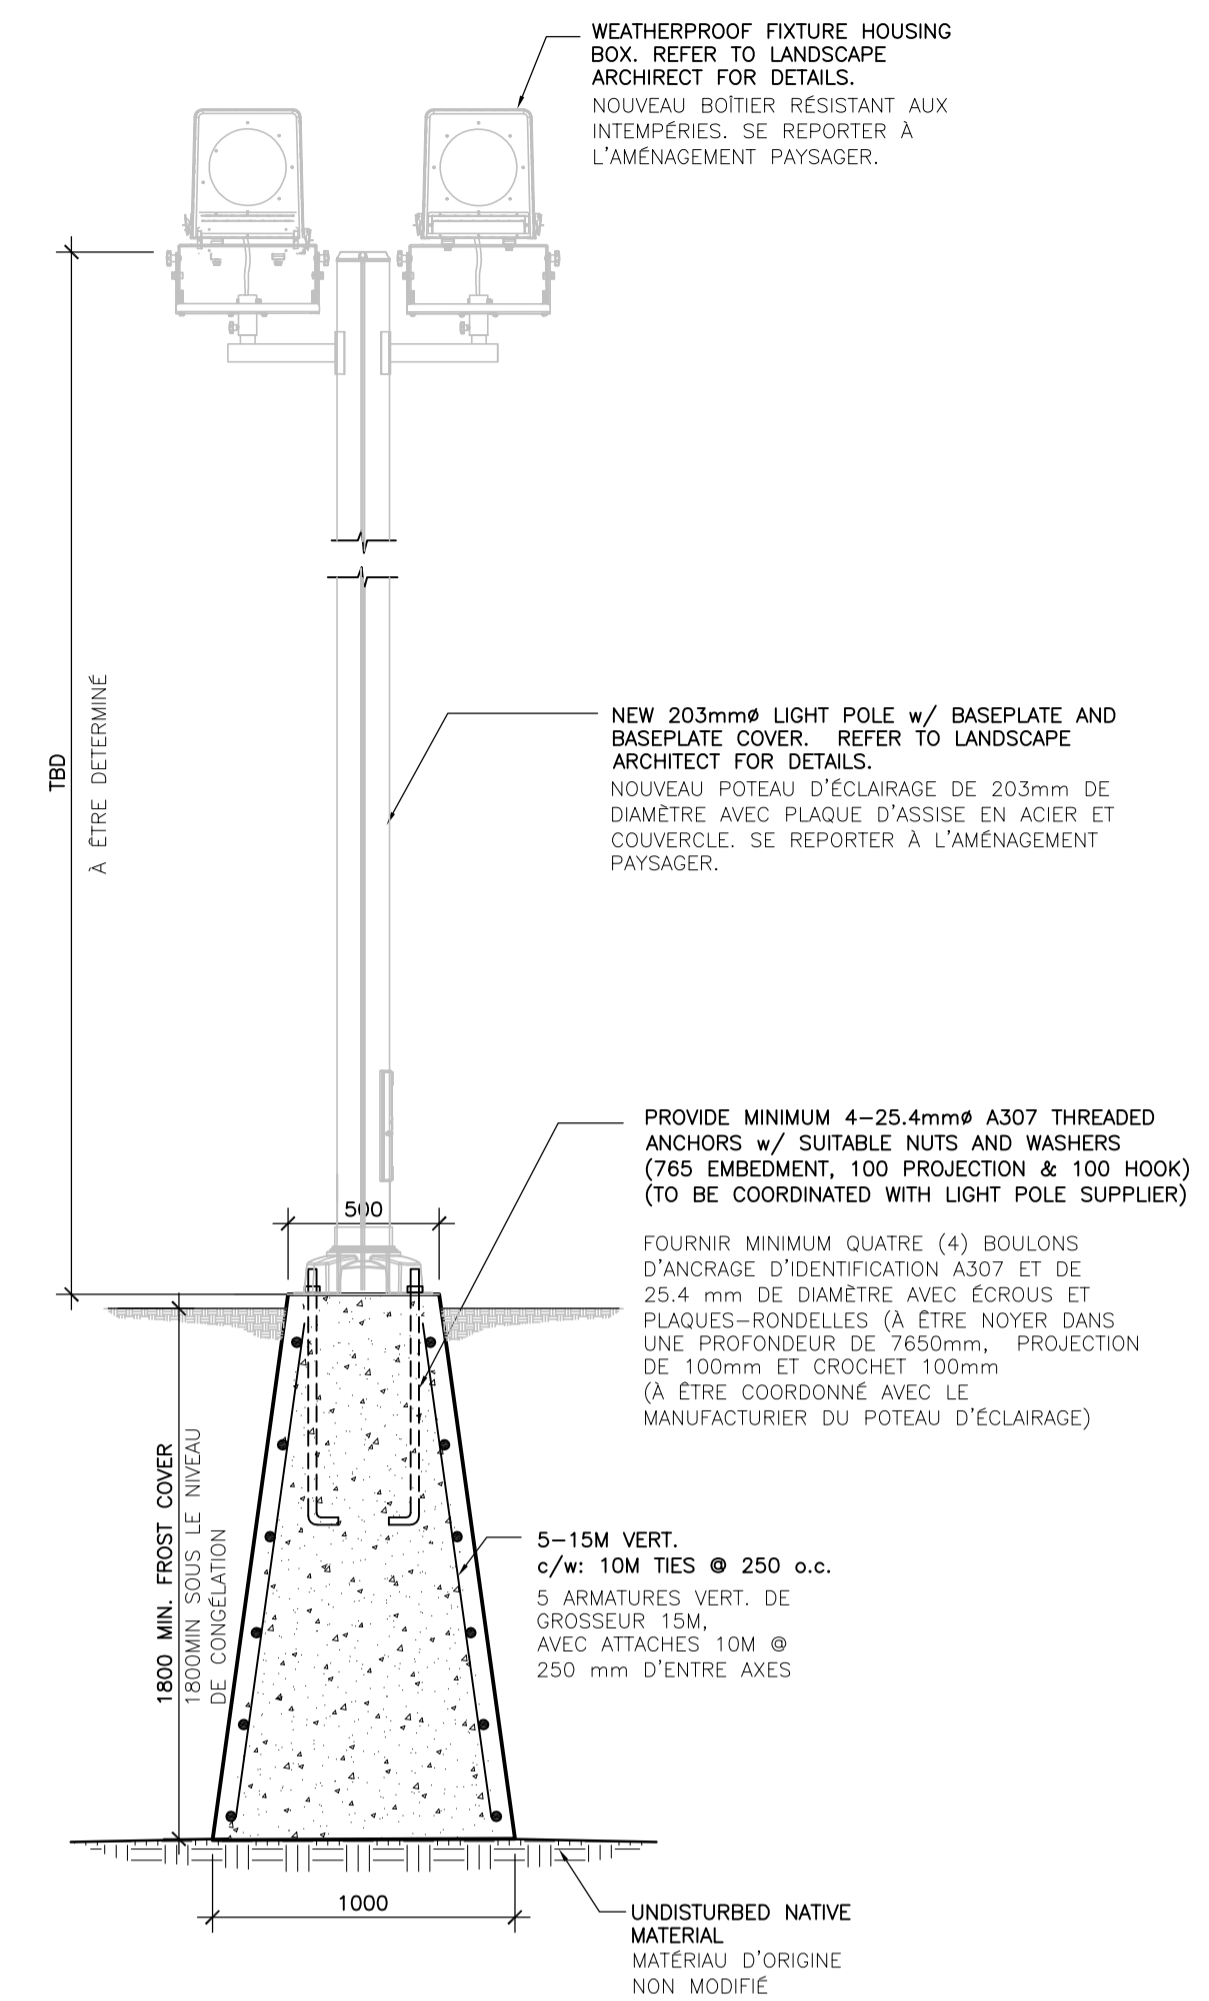 WEATHERPROOF FIXTURE HOUSING
BOX. REFER TO LANDSCAPE
ARCHIRECT FOR DETAILS.
NOUVEAU BOÎTIER RÉSISTANT AUX
INTEMPÉRIES. SE REPORTER À
L'AMÉNAGEMENT PAYSAGER.
TBD
À ÊTRE DETERMINÉ
NEW 203mmø LIGHT POLE w/ BASEPLATE AND
BASEPLATE COVER. REFER TO LANDSCAPE
ARCHITECT FOR DETAILS.
NOUVEAU POTEAU D'ÉCLAIRAGE DE 203mm DE
DIAMÈTRE AVEC PLAQUE D'ASSISE EN ACIER ET
COUVERCLE. SE REPORTER À L'AMÉNAGEMENT
PAYSAGER.
PROVIDE MINIMUM 4-25.4mmø A307 THREADED
ANCHORS w/ SUITABLE NUTS AND WASHERS
(765 EMBEDMENT, 100 PROJECTION & 100 HOOK)
(TO BE COORDINATED WITH LIGHT POLE SUPPLIER)
FOURNIR MINIMUM QUATRE (4) BOULONS
D'ANCRAGE D'IDENTIFICATION A307 ET DE
25.4 mm DE DIAMÈTRE AVEC ÉCROUS ET
PLAQUES-RONDELLES (À ÊTRE NOYER DANS
UNE PROFONDEUR DE 7650mm, PROJECTION
DE 100mm ET CROCHET 100mm
(À ÊTRE COORDONNÉ AVEC LE
MANUFACTURIER DU POTEAU D'ÉCLAIRAGE)
500
1800 MIN. FROST COVER
1800MIN SOUS LE NIVEAU
DE CONGÉLATION
5-15M VERT.
c/w: 10M TIES @ 250 o.c.
5 ARMATURES VERT. DE
GROSSEUR 15M,
AVEC ATTACHES 10M @
250 mm D'ENTRE AXES
1000
UNDISTURBED NATIVE
MATERIAL
MATÉRIAU D'ORIGINE
NON MODIFIÉ